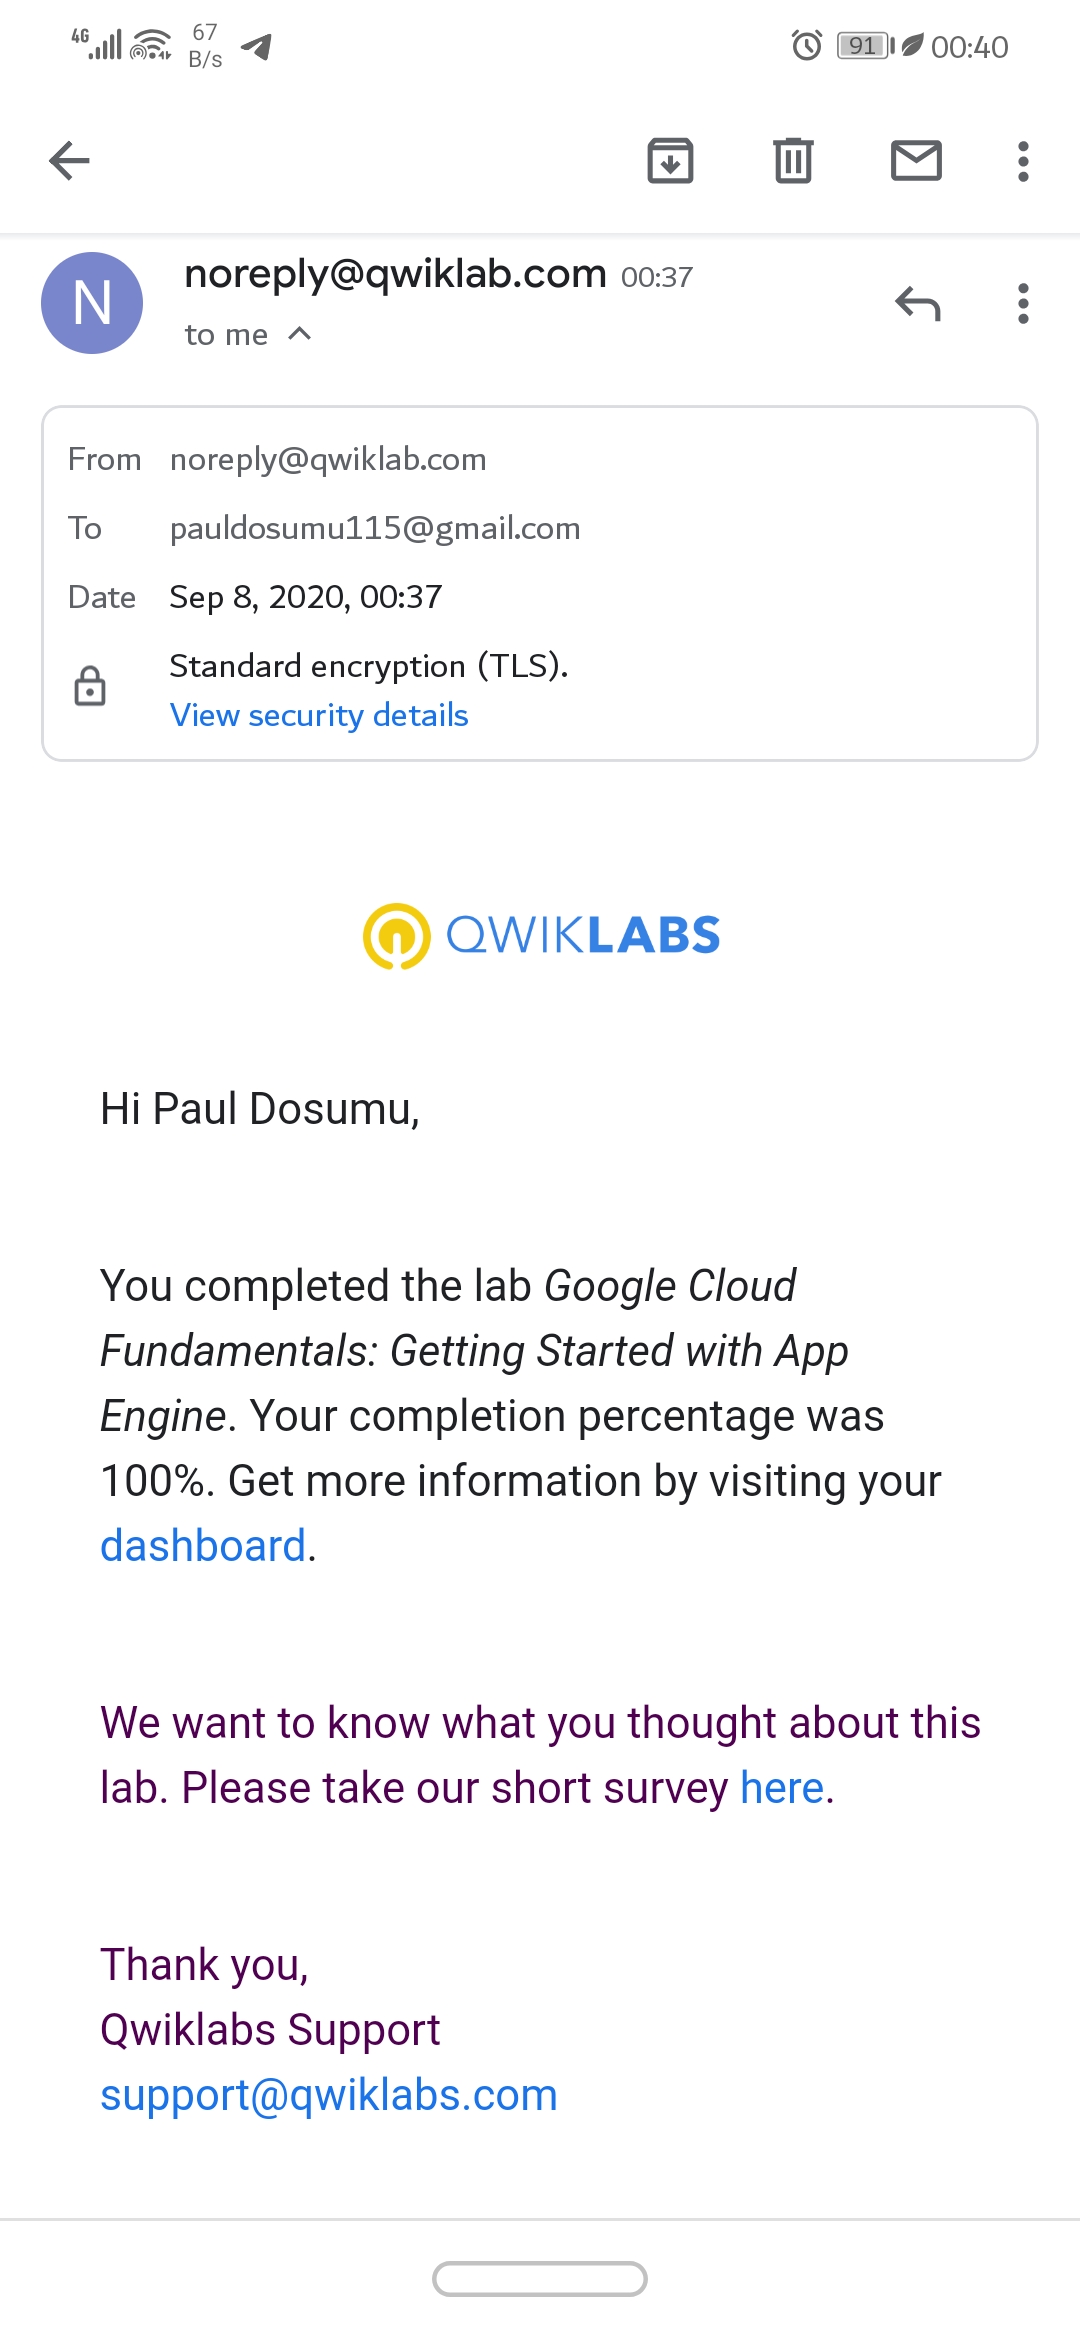 4G 67 B/s 91 00:40
noreply@qwiklab.com 00:37
N
to me
From noreply@qwiklab.com
To pauldosumu115@gmail.com
Date Sep 8, 2020, 00:37
Standard encryption (TLS).
View security details
QWIKLABS
Hi Paul Dosumu,
You completed the lab Google Cloud
Fundamentals: Getting Started with App
Engine. Your completion percentage was
100%. Get more information by visiting your
dashboard.
We want to know what you thought about this
lab. Please take our short survey here.
Thank you,
Qwiklabs Support
support@qwiklabs.com